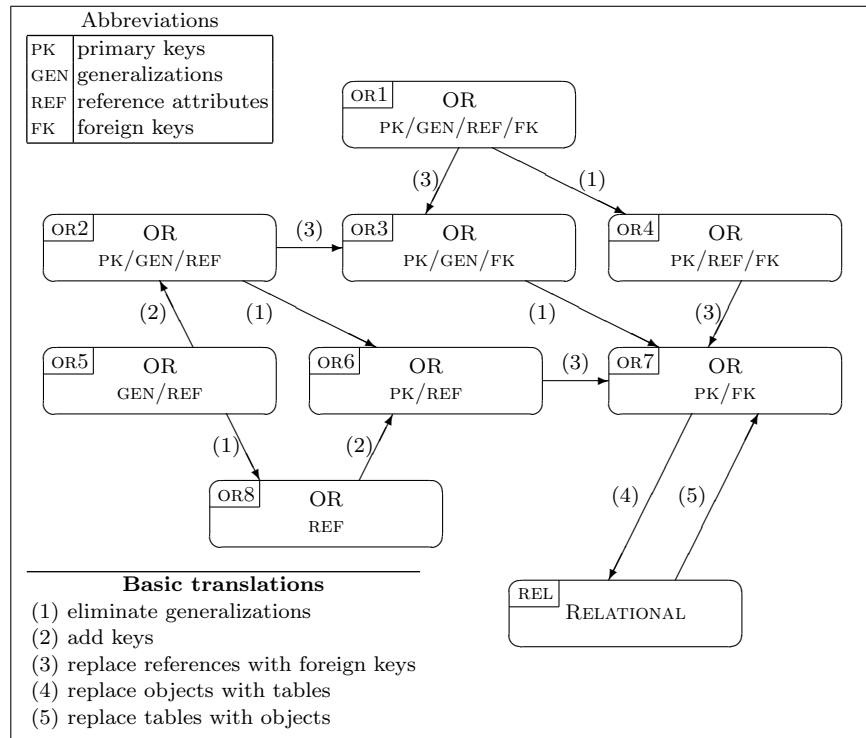 Abbreviations
PK primary keys
GEN generalizations
REF reference attributes
FK foreign keys
OR1 OR
PK/GEN/REF/FK
(3)
(1)
OR2 OR
PK/GEN/REF
(3)
OR3 OR
PK/GEN/FK
OR4 OR
PK/REF/FK
(2)
(1)
(1)
(3)
OR5 OR
GEN/REF
OR6 OR
PK/REF
(3)
OR7 OR
PK/FK
(1)
(2)
OR8 OR
REF
(4)
(5)
REL RELATIONAL
Basic translations
(1) eliminate generalizations
(2) add keys
(3) replace references with foreign keys
(4) replace objects with tables
(5) replace tables with objects